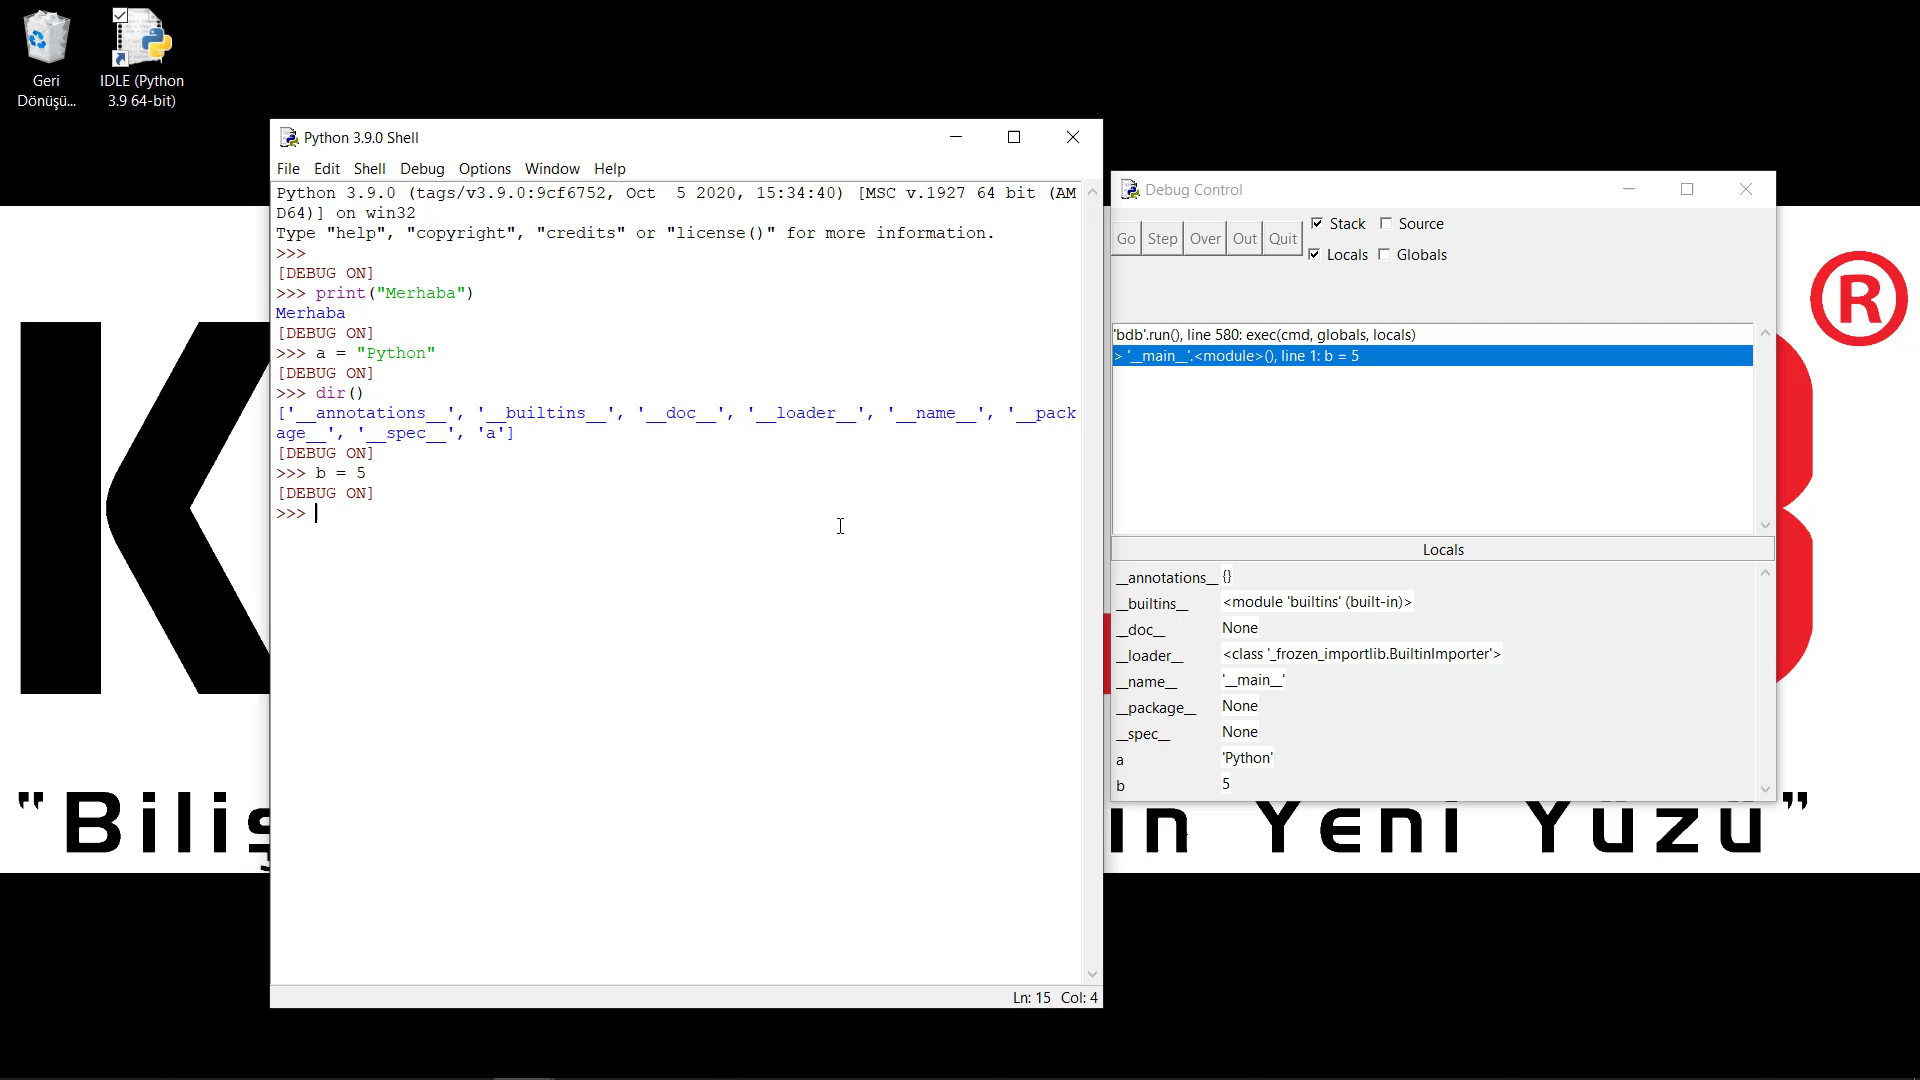 Geri
Dönüşü...
IDLE (Python
3.9 64-bit)
Python 3.9.0 Shell
File Edit Shell Debug Options Window Help
Python 3.9.0 (tags/v3.9.0:9cf6752, Oct  5 2020, 15:34:40) [MSC v.1927 64 bit (AM
D64)] on win32
Type "help", "copyright", "credits" or "license()" for more information.
>>>
[DEBUG ON]
>>> print("Merhaba")
Merhaba
[DEBUG ON]
>>> a = "Python"
[DEBUG ON]
>>> dir()
['__annotations__', '__builtins__', '__doc__', '__loader__', '__name__', '__pack
age__', '__spec__', 'a']
[DEBUG ON]
>>> b = 5
[DEBUG ON]
>>>
Ln: 15 Col: 4
Debug Control
Go Step Over Out Quit
Stack Source
Locals Globals
'bdb'.run(), line 580: exec(cmd, globals, locals)
> '__main__'.<module>(), line 1: b = 5
Locals
__annotations__ {}
__builtins__ <module 'builtins' (built-in)>
__doc__ None
__loader__ <class '_frozen_importlib.BuiltinImporter'>
__name__ '__main__'
__package__ None
__spec__ None
a 'Python'
b 5
K
®
"Biliş
in Yeni Yüzü"